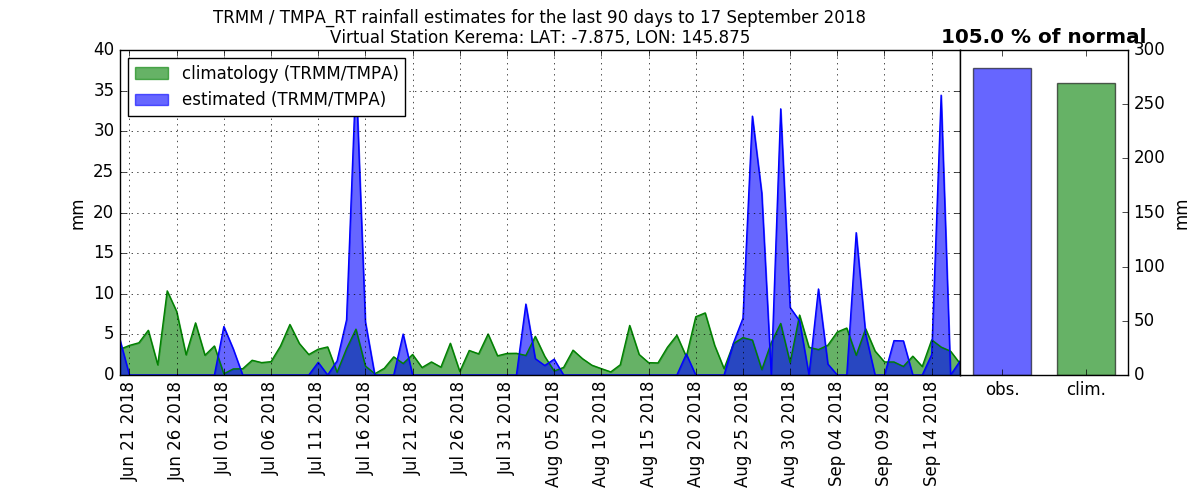 TRMM / TMPA_RT rainfall estimates for the last 90 days to 17 September 2018
Virtual Station Kerema: LAT: -7.875, LON: 145.875
105.0 % of normal
climatology (TRMM/TMPA)
estimated (TRMM/TMPA)
mm
40
35
30
25
20
15
10
5
0
Jun 21 2018
Jun 26 2018
Jul 01 2018
Jul 06 2018
Jul 11 2018
Jul 16 2018
Jul 21 2018
Jul 26 2018
Jul 31 2018
Aug 05 2018
Aug 10 2018
Aug 15 2018
Aug 20 2018
Aug 25 2018
Aug 30 2018
Sep 04 2018
Sep 09 2018
Sep 14 2018
obs.
clim.
300
250
200
150
100
50
0
mm